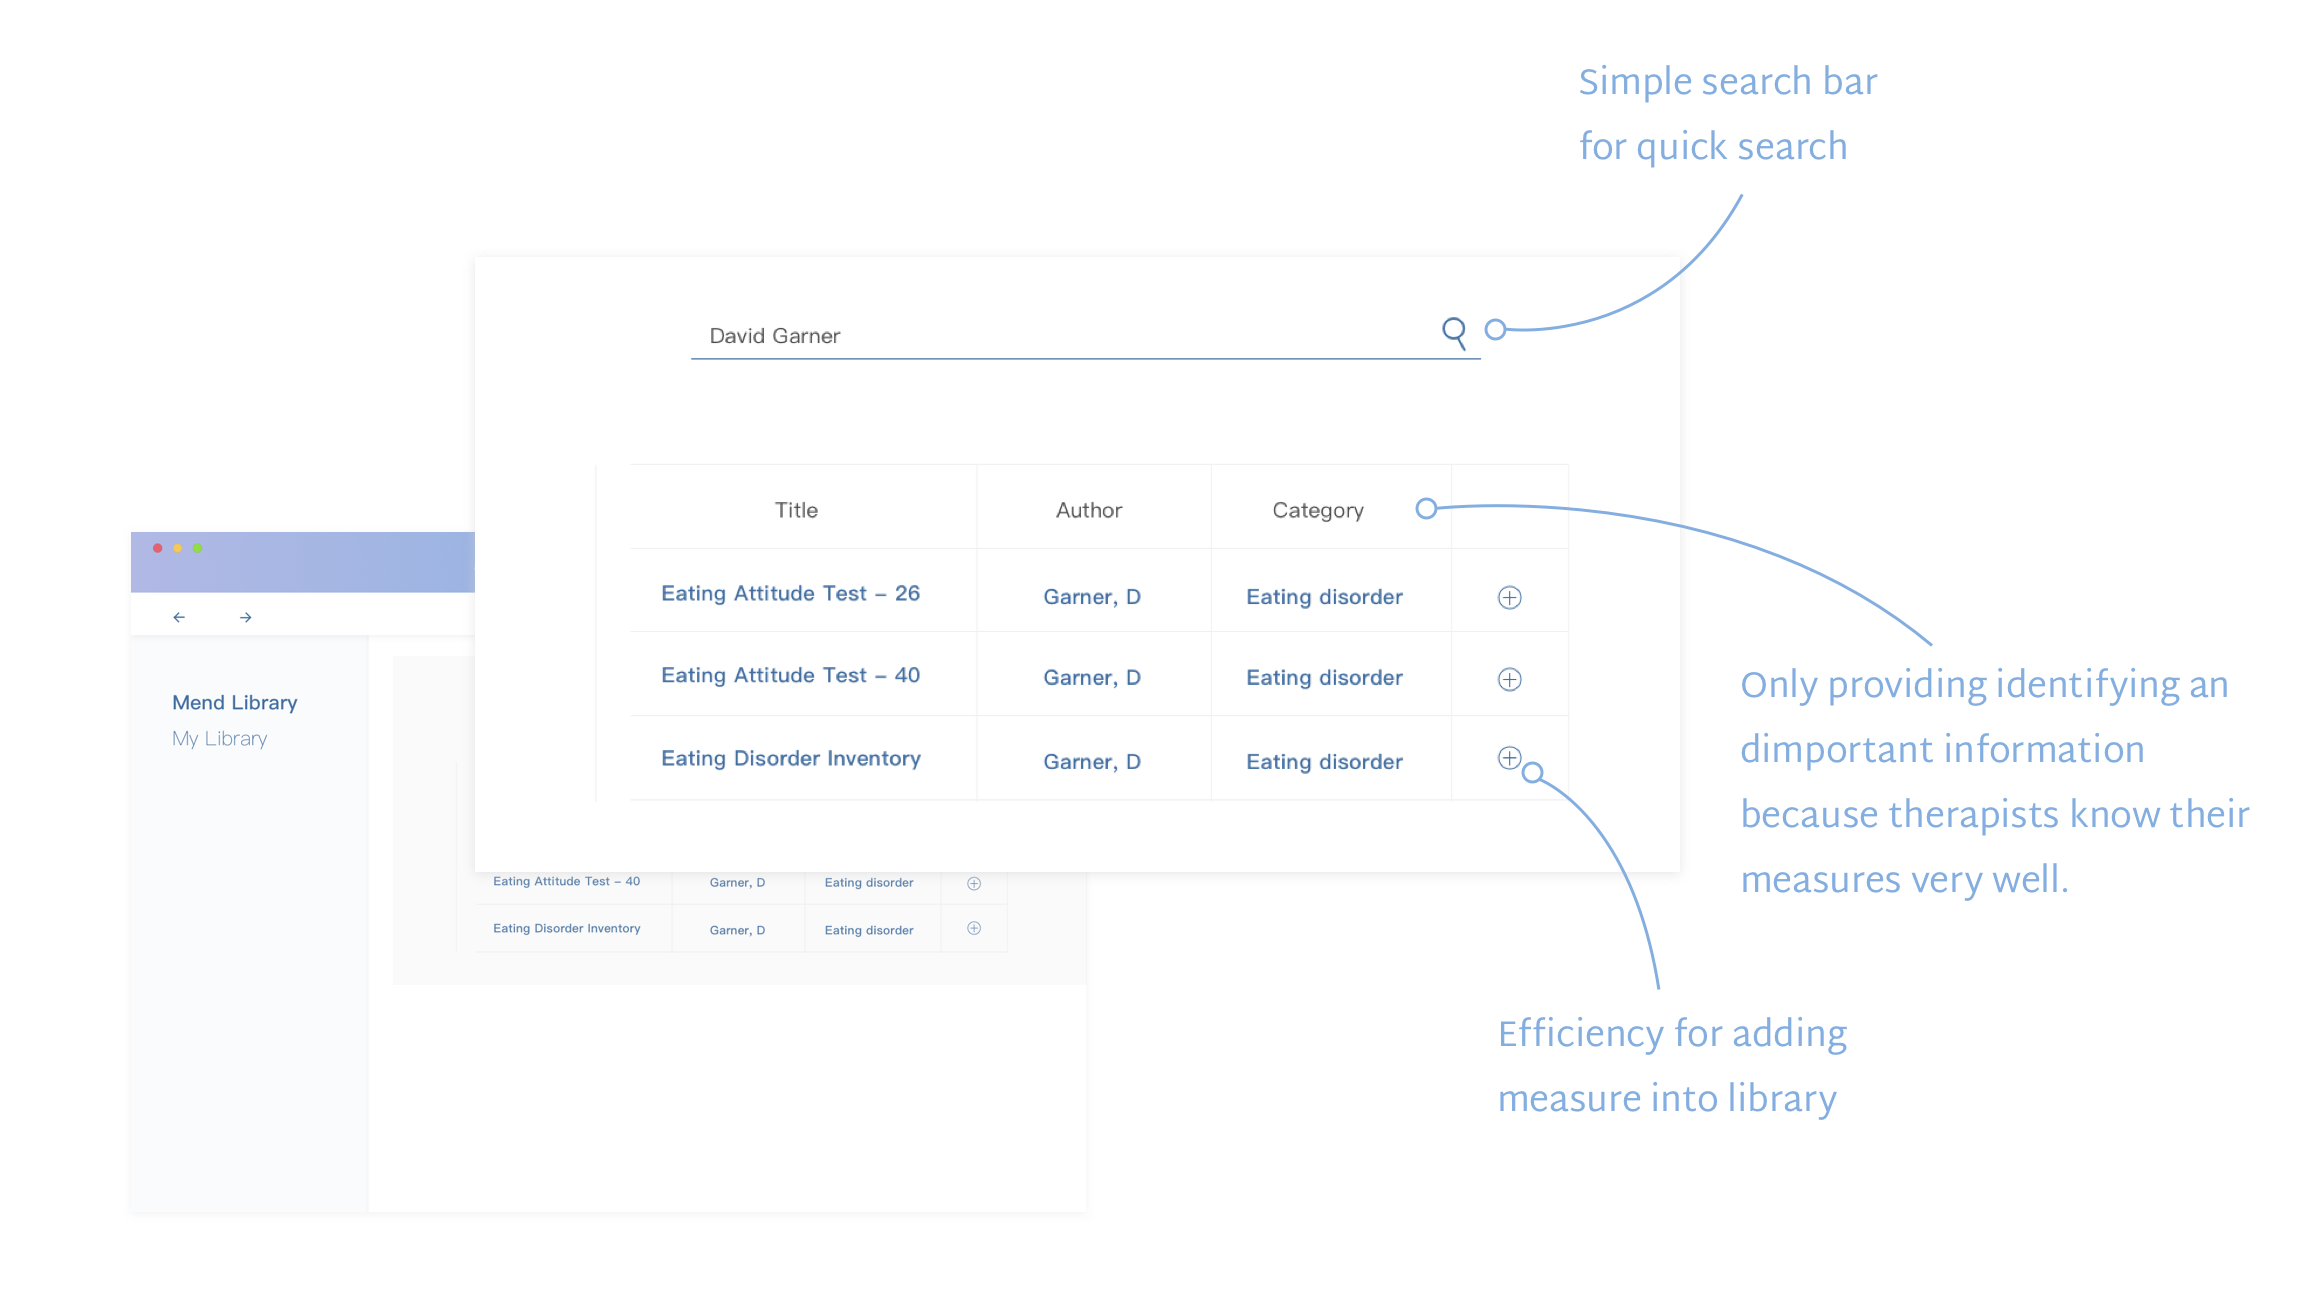 Simple search bar
for quick search
David Garner
Title Author Category
Eating Attitude Test – 26 Garner, D Eating disorder
Eating Attitude Test – 40 Garner, D Eating disorder
Eating Disorder Inventory Garner, D Eating disorder
Mend Library
My Library
Only providing identifying an
dimportant information
because therapists know their
measures very well.
Eating Attitude Test – 40 Garner, D Eating disorder
Eating Disorder Inventory Garner, D Eating disorder
Efficiency for adding
measure into library